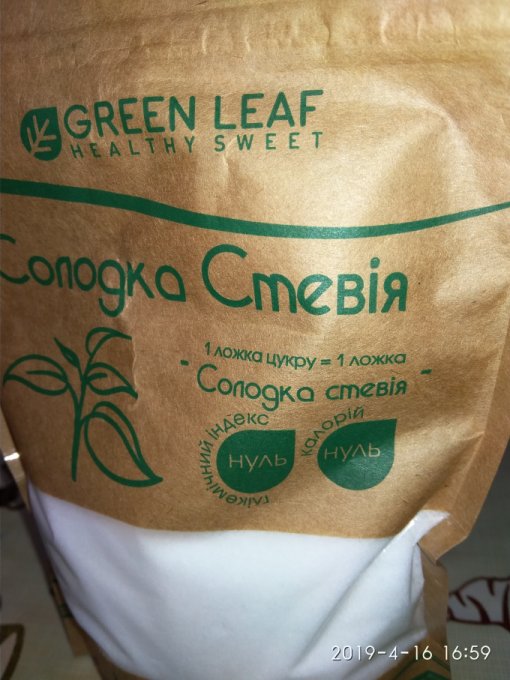 GREEN LEAF
HEALTHY SWEET
Солодка Стевія
1 ложка цукру = 1 ложка
- Солодка стевія -
глікемічний індекс
нуль
калорій
нуль
2019-4-16 16:59